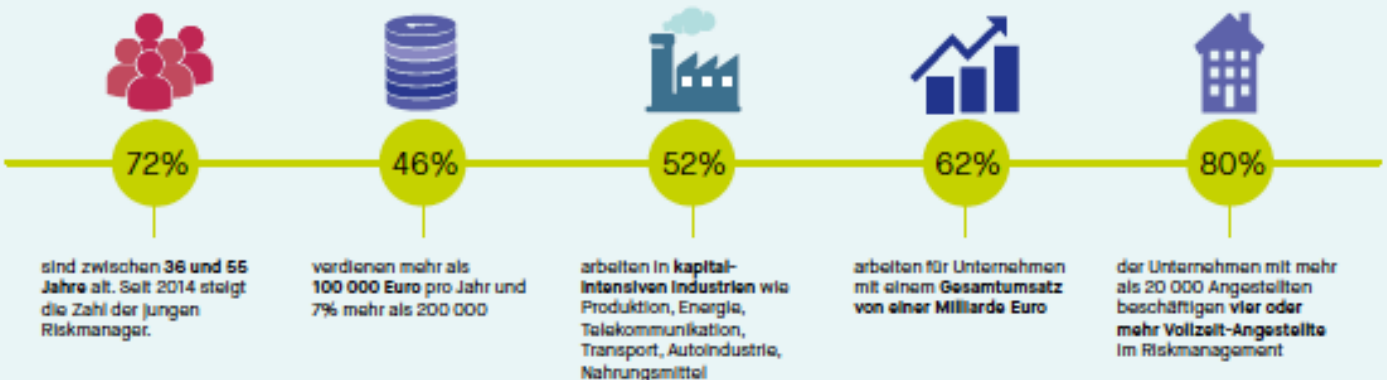 72%
46%
52%
62%
80%
sind zwischen 36 und 55
Jahre alt. Seit 2014 steigt
die Zahl der jungen
Riskmanager.
verdienen mehr als
100 000 Euro pro Jahr und
7% mehr als 200 000
arbeiten in kapital-
intensiven Industrien wie
Produktion, Energie,
Telekommunikation,
Transport, Autoindustrie,
Nahrungsmittel
arbeiten für Unternehmen
mit einem Gesamtumsatz
von einer Milliarde Euro
der Unternehmen mit mehr
als 20 000 Angestellten
beschäftigen vier oder
mehr Vollzeit-Angestellte
im Riskmanagement